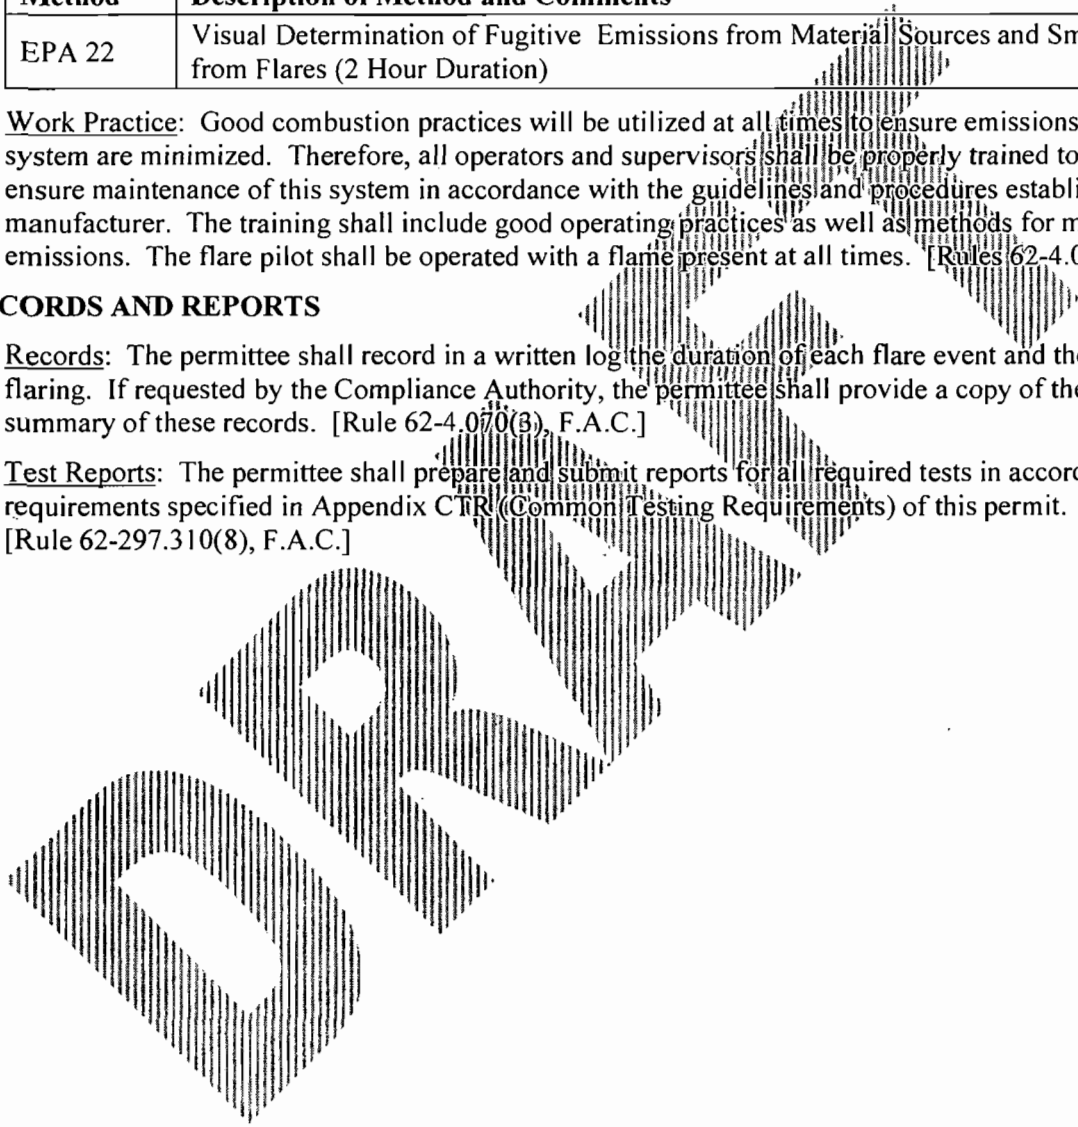 Method Description of Method and Comments
EPA 22
Visual Determination of Fugitive Emissions from Material Sources and Sm
from Flares (2 Hour Duration)
Work Practice: Good combustion practices will be utilized at all times to ensure emissions
system are minimized. Therefore, all operators and supervisors shall be properly trained to
ensure maintenance of this system in accordance with the guidelines and procedures establi
manufacturer. The training shall include good operating practices as well as methods for m
emissions. The flare pilot shall be operated with a flame present at all times. [Rules 62-4.0
CORDS AND REPORTS
Records: The permittee shall record in a written log the duration of each flare event and the
flaring. If requested by the Compliance Authority, the permittee shall provide a copy of the
summary of these records. [Rule 62-4.070(3), F.A.C.]
Test Reports: The permittee shall prepare and submit reports for all required tests in accord
requirements specified in Appendix CTR (Common Testing Requirements) of this permit.
[Rule 62-297.310(8), F.A.C.]
DRAFT